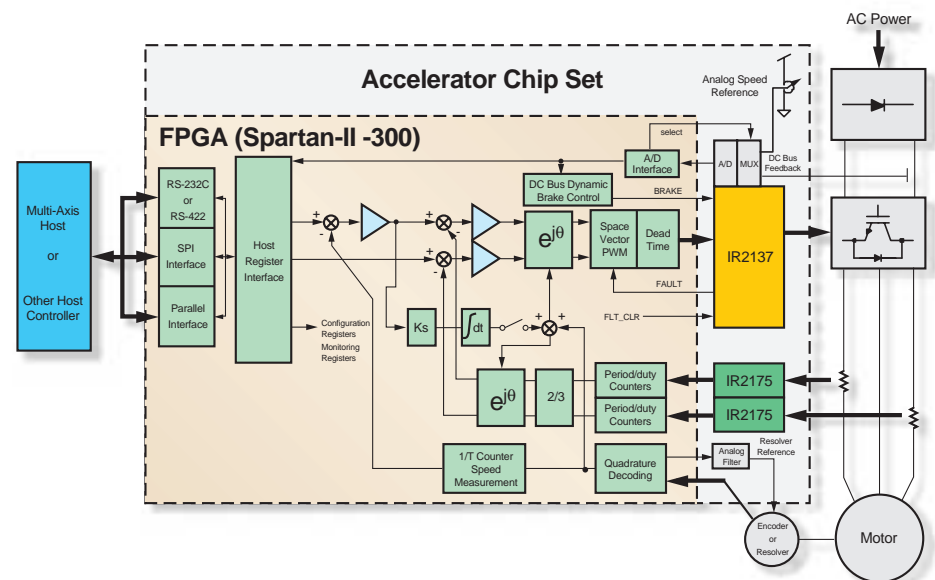 AC Power
Accelerator Chip Set
Analog Speed
Reference
FPGA (Spartan-II -300)
select
Multi-Axis
Host
or
Other Host
Controller
RS-232C
or
RS-422
SPI
Interface
Parallel
Interface
Host
Register
Interface
A/D
Interface
A/D
MUX
DC Bus
Feedback
DC Bus Dynamic
Brake Control
BRAKE
+
-
+
-
+
-
ejθ
Space
Vector
PWM
Dead
Time
IR2137
FAULT
FLT_CLR
Configuration
Registers
Monitoring
Registers
Ks
∫dt
+
+
+
ejθ
2/3
Period/duty
Counters
Period/duty
Counters
IR2175
IR2175
1/T Counter
Speed
Measurement
Quadrature
Decoding
Analog
Filter
Resolver
Reference
Encoder
or
Resolver
Motor